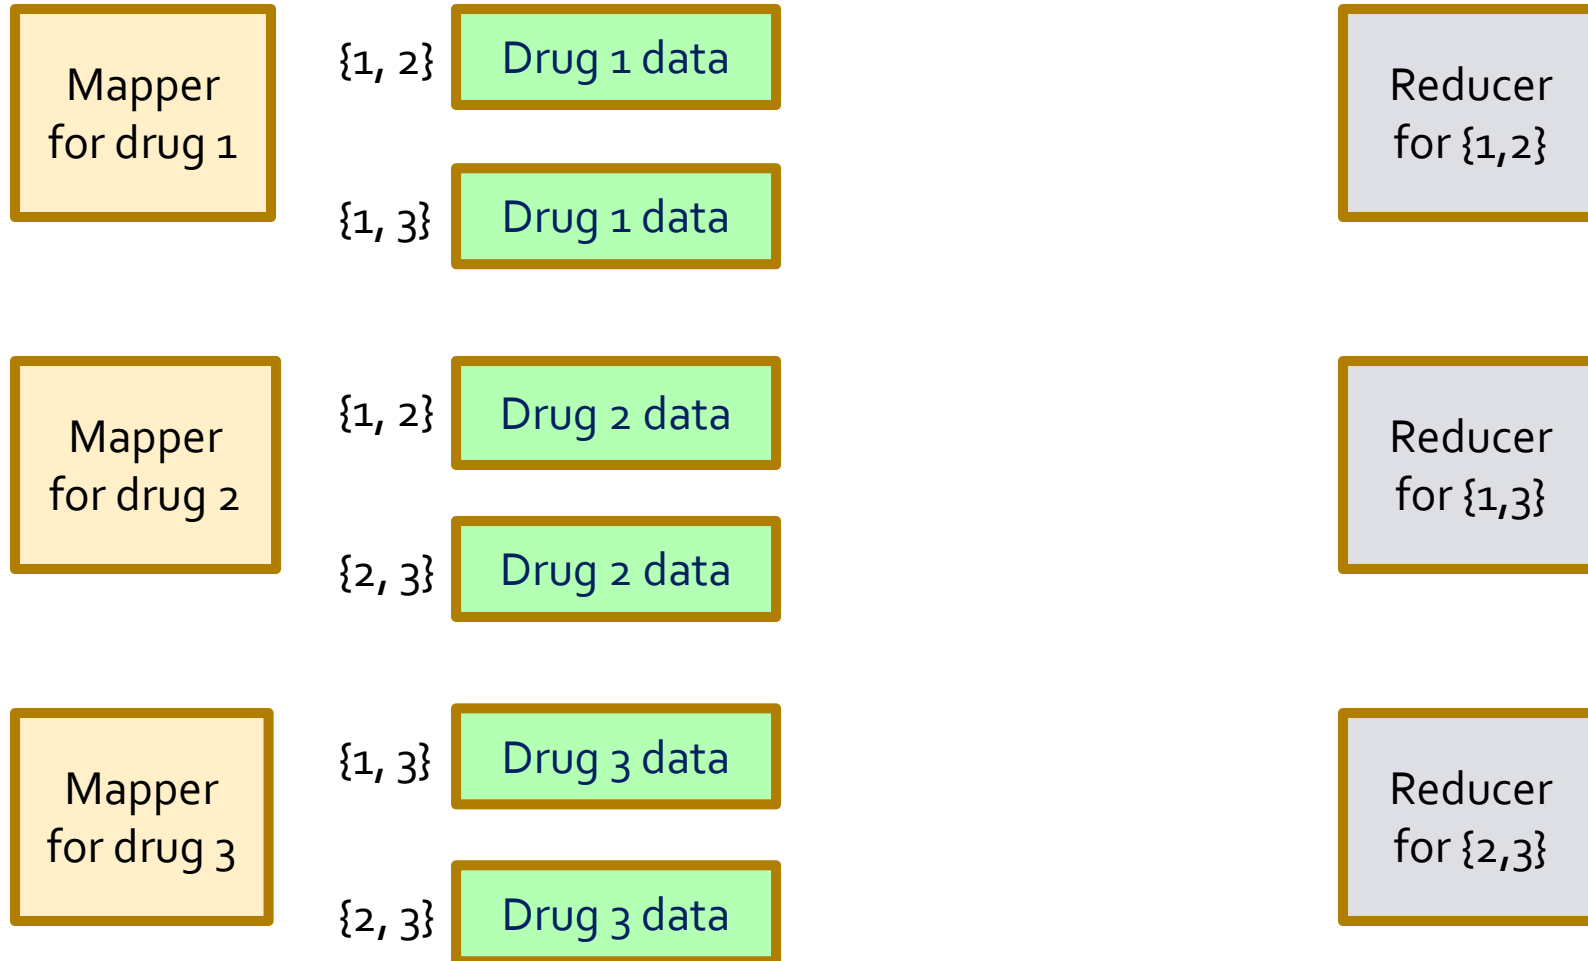 Mapper
for drug 1
{1, 2}
Drug 1 data
{1, 3}
Drug 1 data
Reducer
for {1,2}
Mapper
for drug 2
{1, 2}
Drug 2 data
{2, 3}
Drug 2 data
Reducer
for {1,3}
Mapper
for drug 3
{1, 3}
Drug 3 data
{2, 3}
Drug 3 data
Reducer
for {2,3}